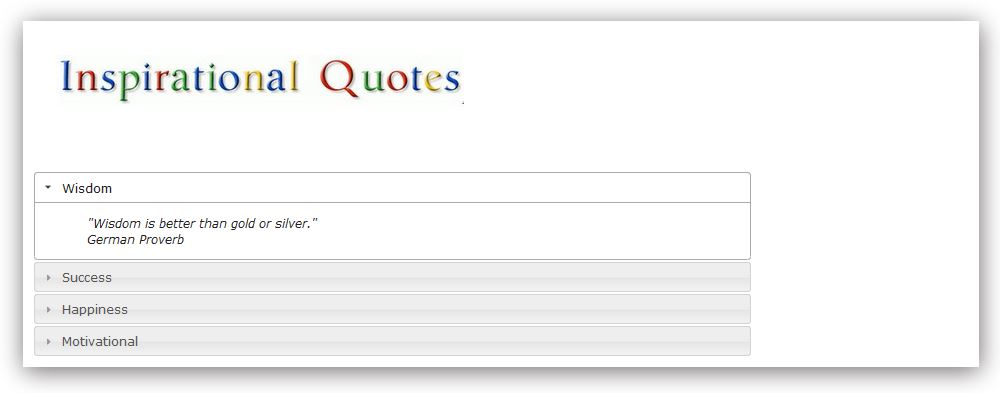 Inspirational Quotes
Wisdom
"Wisdom is better than gold or silver."
German Proverb
Success
Happiness
Motivational